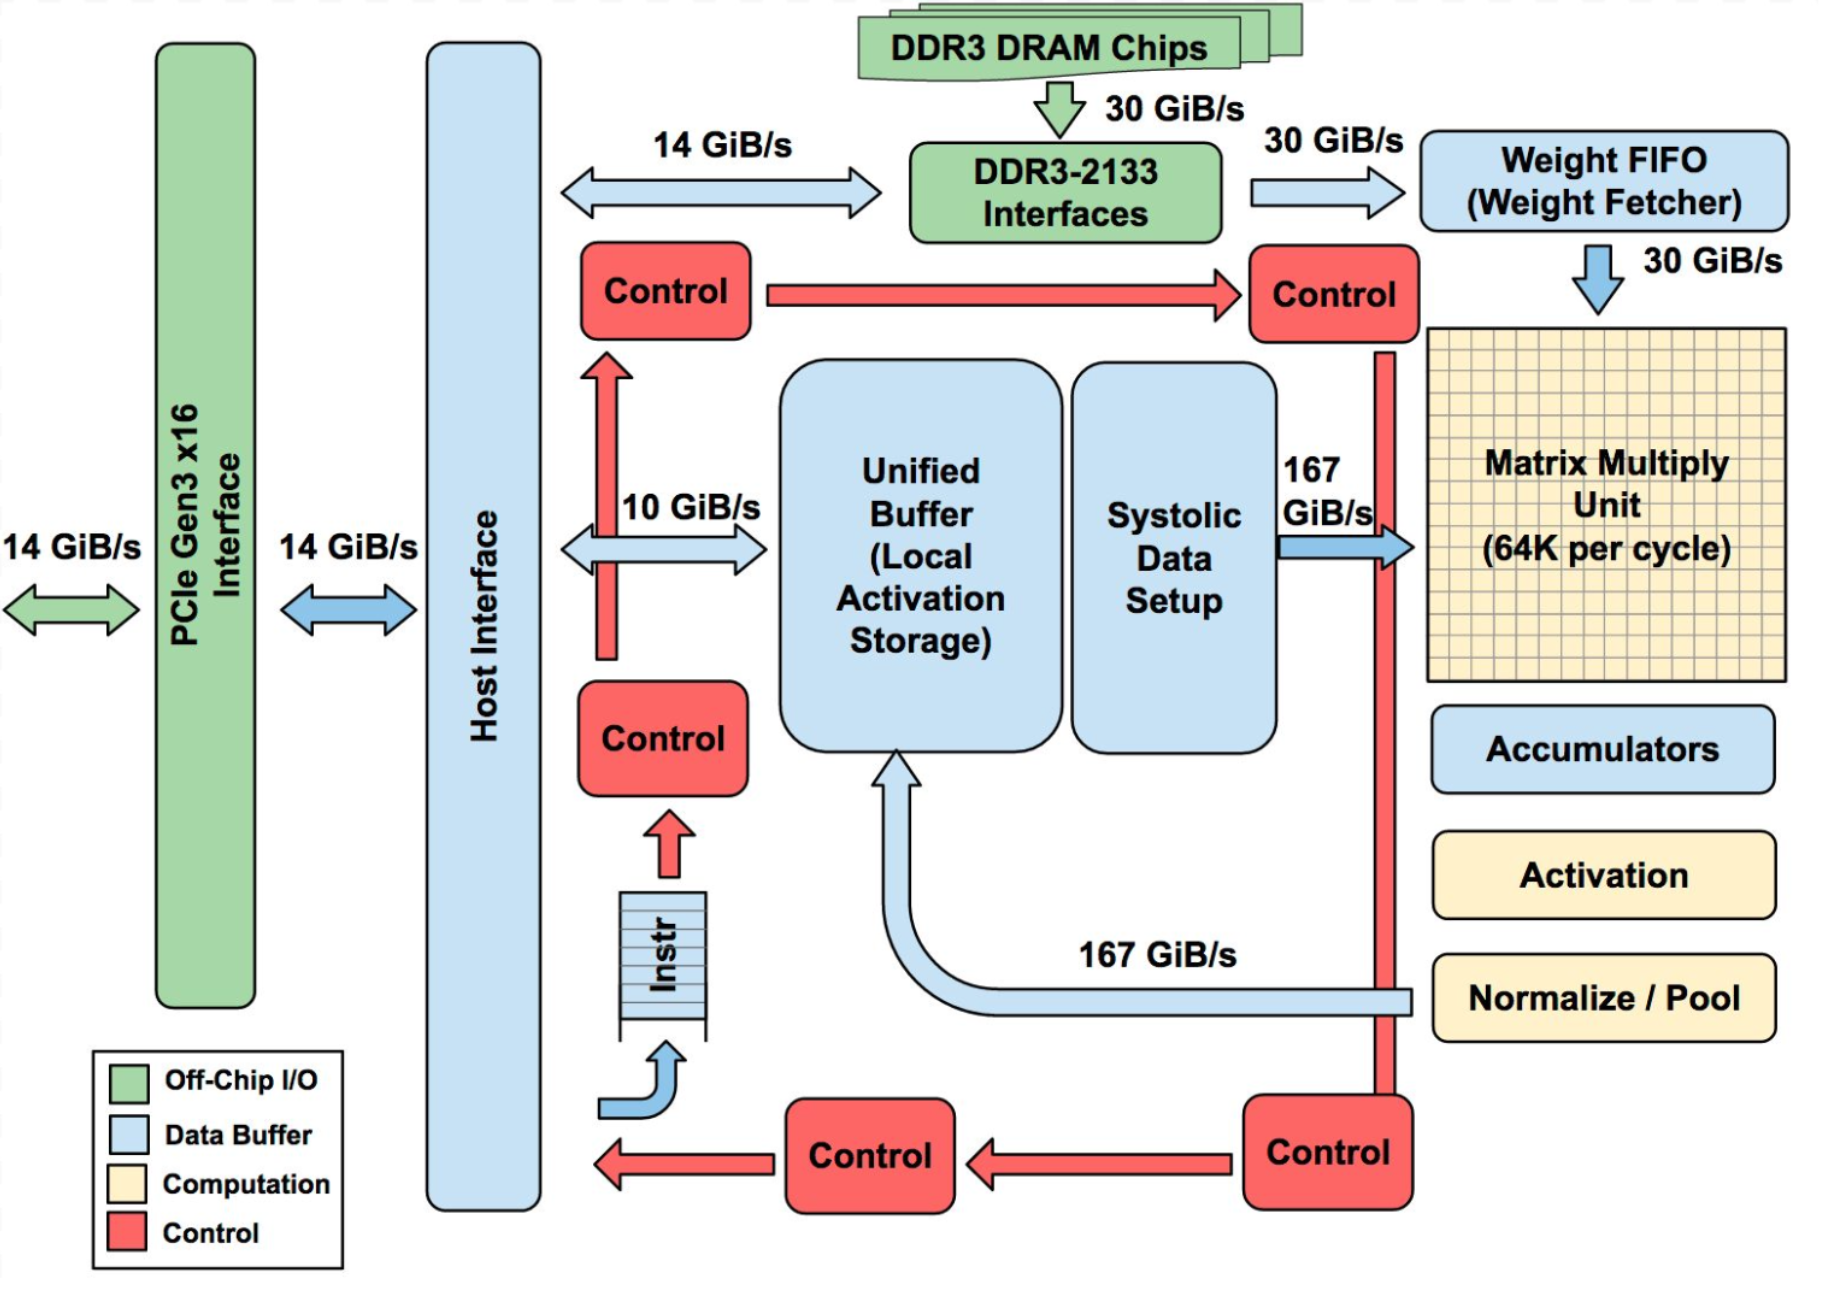 DDR3 DRAM Chips
30 GiB/s
14 GiB/s
DDR3-2133
Interfaces
30 GiB/s
Weight FIFO
(Weight Fetcher)
30 GiB/s
Control
Control
PCIe Gen3 x16
Interface
Host Interface
14 GiB/s
14 GiB/s
10 GiB/s
Unified
Buffer
(Local
Activation
Storage)
Systolic
Data
Setup
167
GiB/s
Matrix Multiply
Unit
(64K per cycle)
Control
Accumulators
Activation
Instr
167 GiB/s
Normalize / Pool
Control
Control
Off-Chip I/O
Data Buffer
Computation
Control